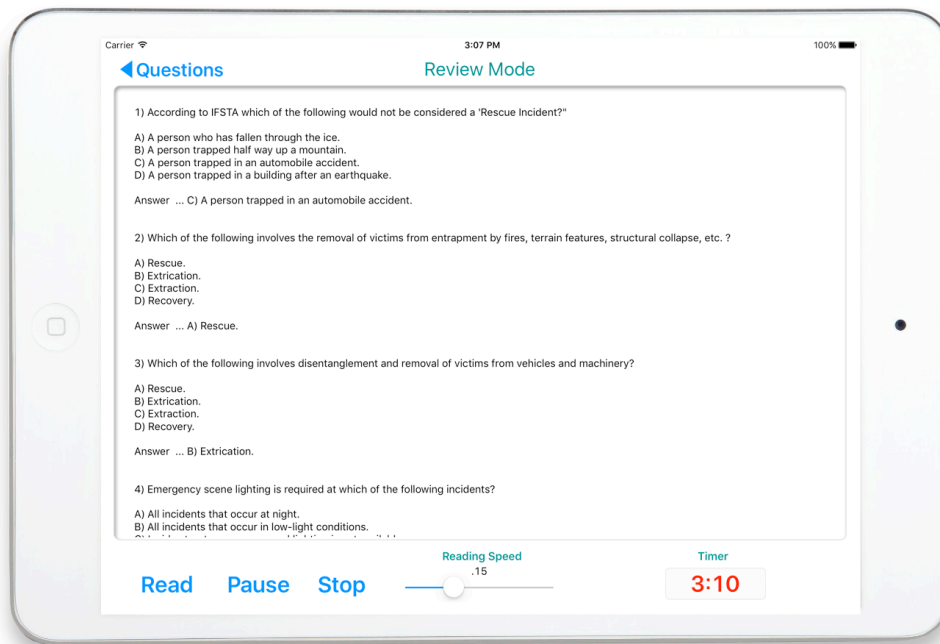 Carrier 3:07 PM 100%
Questions Review Mode
1) According to IFSTA which of the following would not be considered a 'Rescue Incident?"
A) A person who has fallen through the ice.
B) A person trapped half way up a mountain.
C) A person trapped in an automobile accident.
D) A person trapped in a building after an earthquake.
Answer ... C) A person trapped in an automobile accident.
2) Which of the following involves the removal of victims from entrapment by fires, terrain features, structural collapse, etc. ?
A) Rescue.
B) Extrication.
C) Extraction.
D) Recovery.
Answer ... A) Rescue.
3) Which of the following involves disentanglement and removal of victims from vehicles and machinery?
A) Rescue.
B) Extrication.
C) Extraction.
D) Recovery.
Answer ... B) Extrication.
4) Emergency scene lighting is required at which of the following incidents?
A) All incidents that occur at night.
B) All incidents that occur in low-light conditions.
Reading Speed Timer
.15
Read Pause Stop 3:10